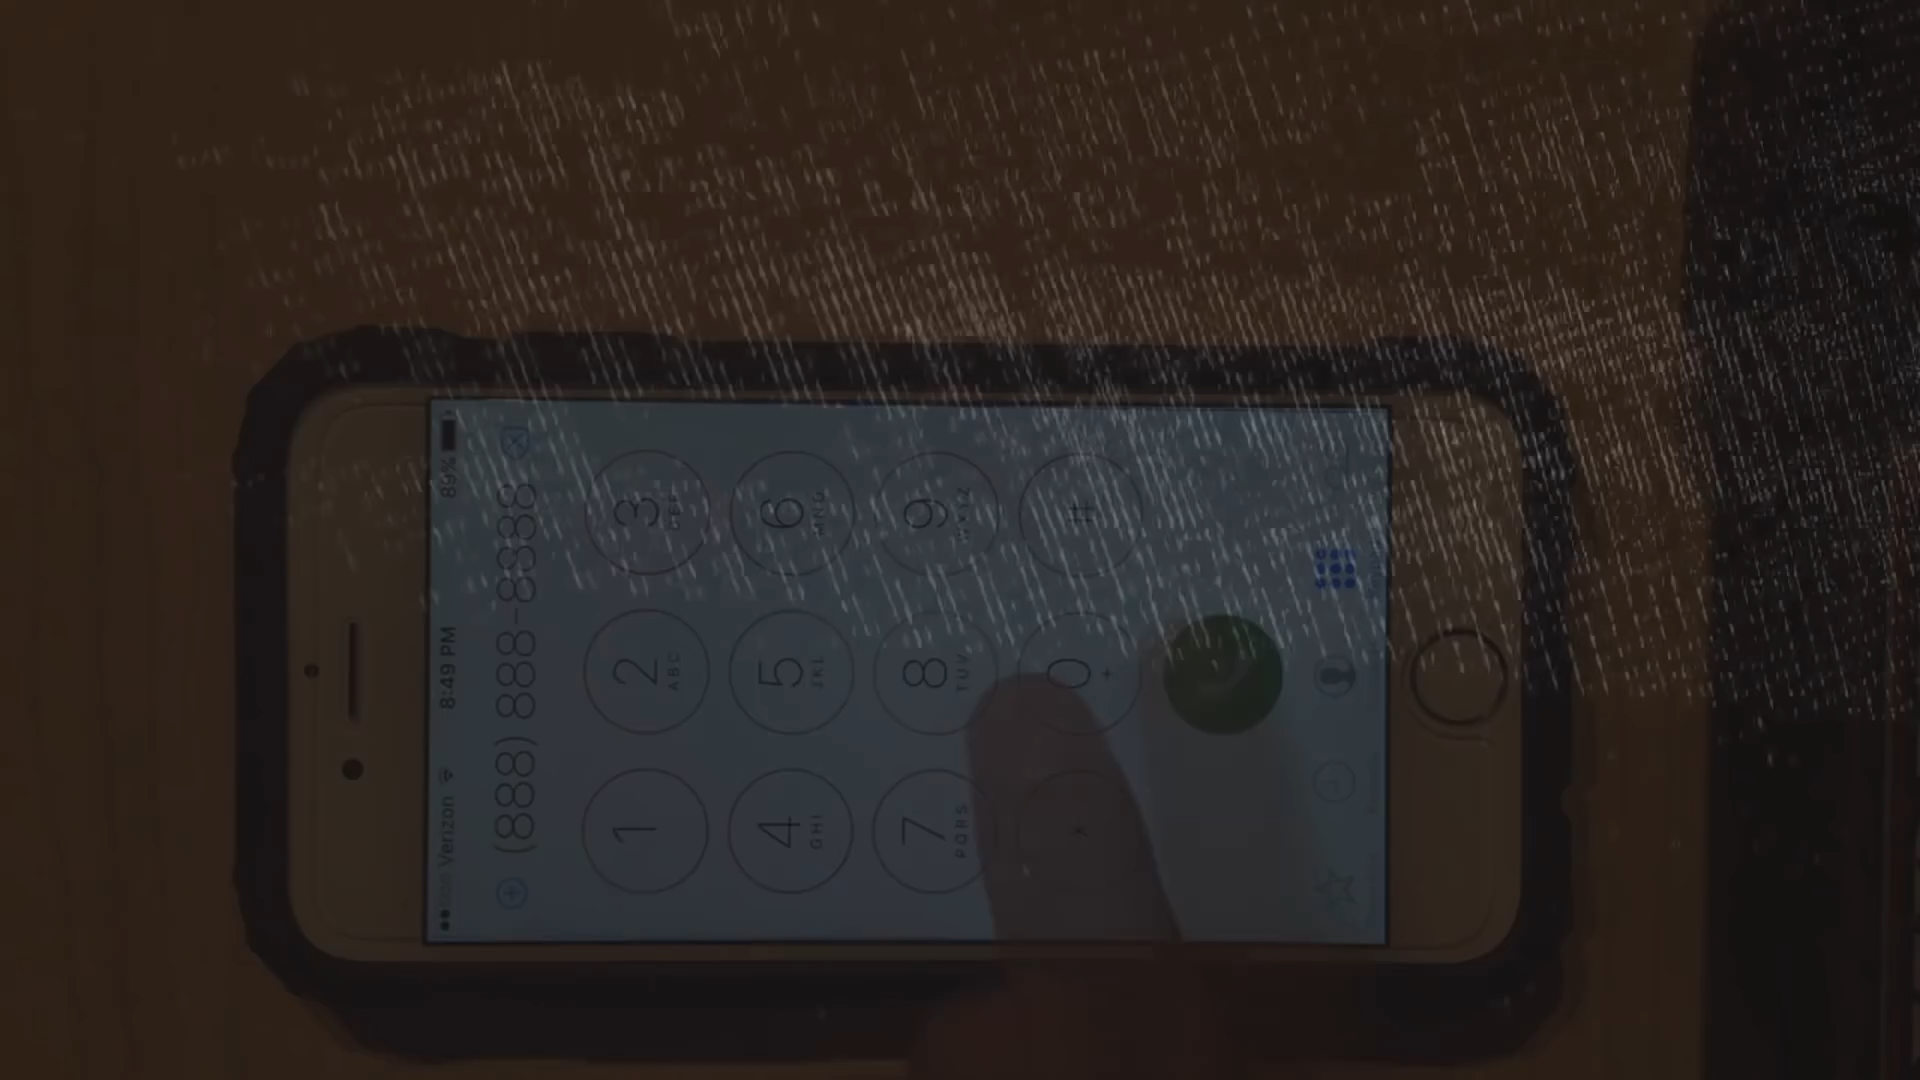 Verizon 8:49 PM 89%
(888) 888-8888
1
2 ABC
3 DEF
4 GHI
5 JKL
6 MNO
7 PQRS
8 TUV
9 WXYZ
0 +
#